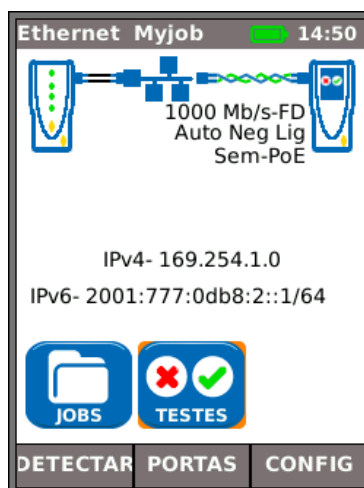 Ethernet Myjob 14:50
1000 Mb/s-FD
Auto Neg Lig
Sem-PoE
IPv4- 169.254.1.0
IPv6- 2001:777:0db8:2::1/64
JOBS TESTES
DETECTAR PORTAS CONFIG